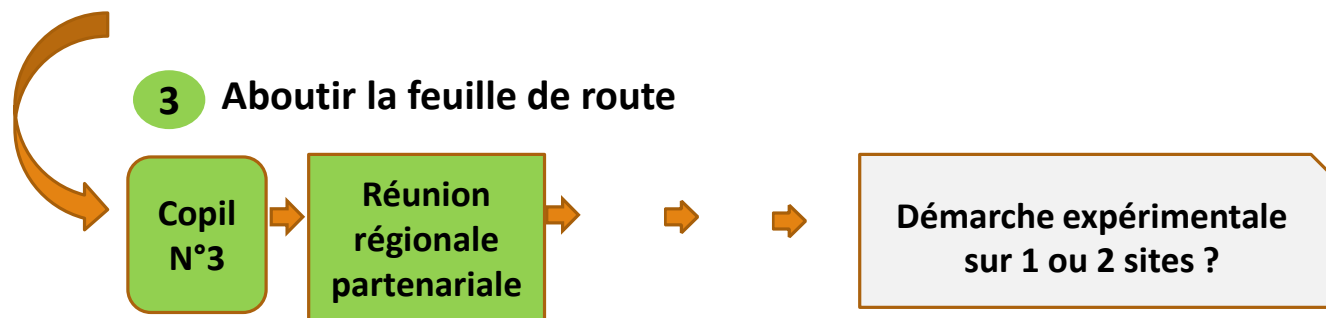 3 Aboutir la feuille de route
Copil
N°3
Réunion
régionale
partenariale
Démarche expérimentale
sur 1 ou 2 sites ?